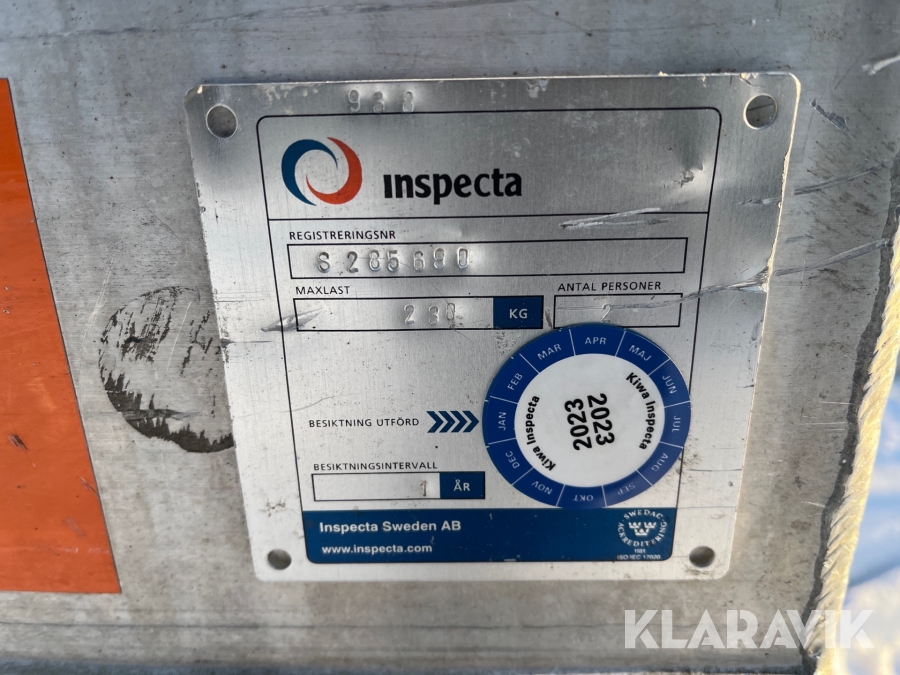 938
inspecta
REGISTRERINGSNR
S285690
MAXLAST
ANTAL PERSONER
230
KG
2
BESIKTNING UTFÖRD
JAN FEB MAR APR MAJ JUN JUL AUG SEP OKT NOV DEC
Kiwa Inspecta
2023
2023
Kiwa Inspecta
BESIKTNINGSINTERVALL
1
ÅR
Inspecta Sweden AB
www.inspecta.com
SWEDAC
ACKREDITERING
ISO/IEC 17020
KLARAVIK